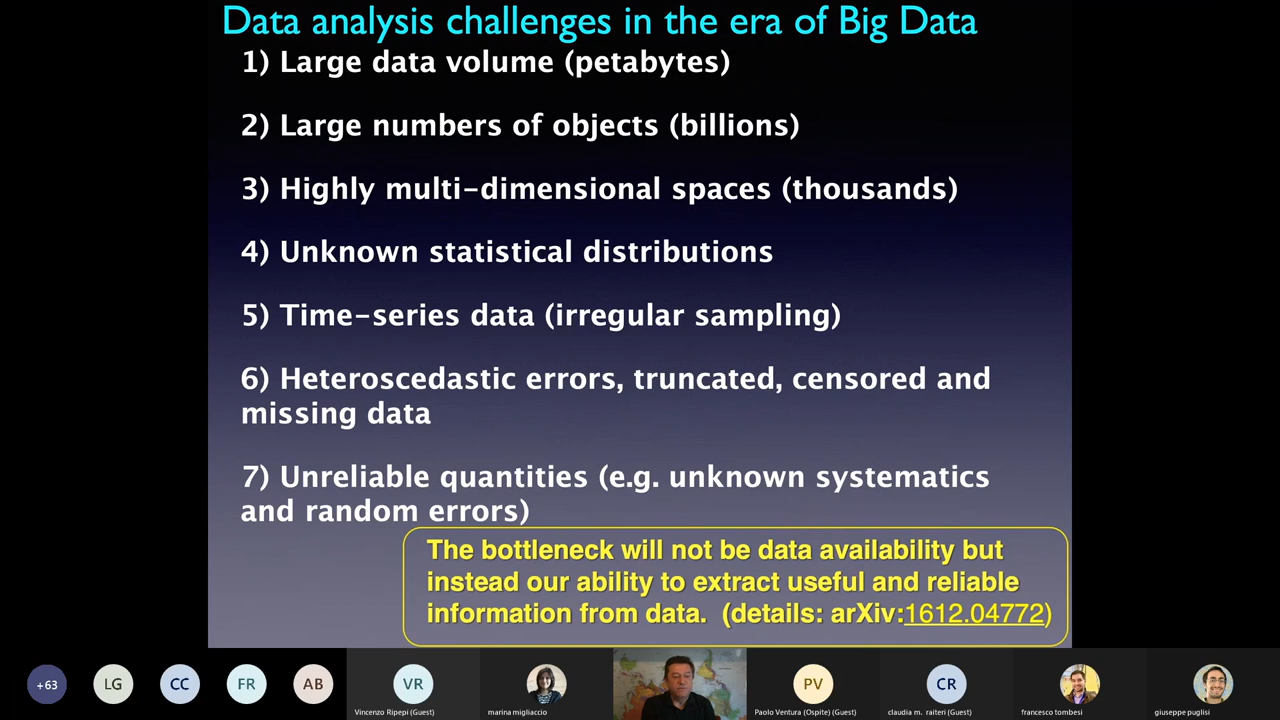 Data analysis challenges in the era of Big Data
1) Large data volume (petabytes)
2) Large numbers of objects (billions)
3) Highly multi-dimensional spaces (thousands)
4) Unknown statistical distributions
5) Time-series data (irregular sampling)
6) Heteroscedastic errors, truncated, censored and
missing data
7) Unreliable quantities (e.g. unknown systematics
and random errors)
The bottleneck will not be data availability but
instead our ability to extract useful and reliable
information from data. (details: arXiv:1612.04772)
+63 LG CC FR AB VR PV CR
Vincenzo Ripepi (Guest) marina migliaccio Paolo Ventura (Ospite) (Guest) claudia m. raiteri (Guest) francesco tombesi giuseppe puglisi